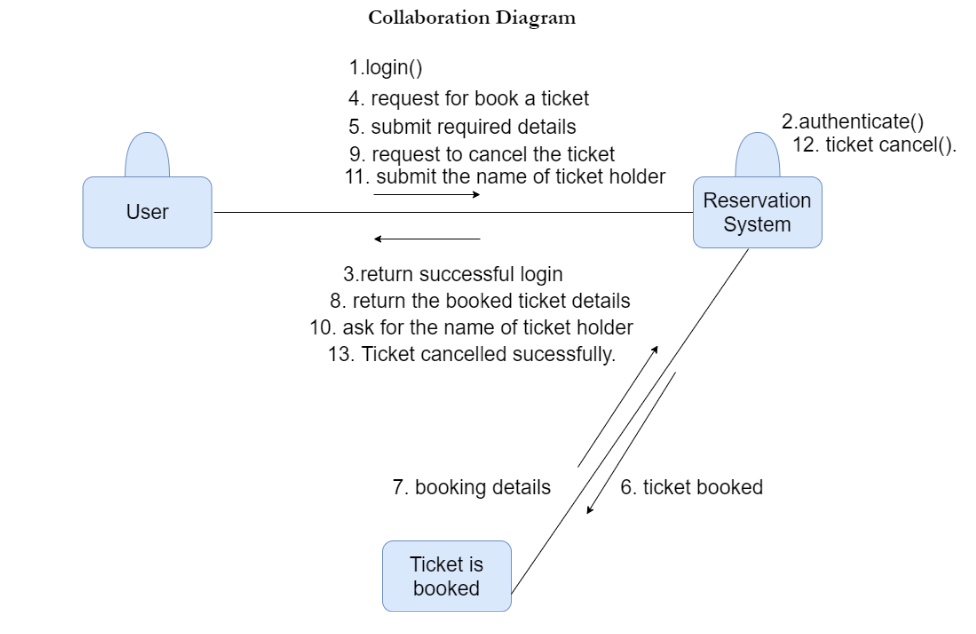 Collaboration Diagram
1.login()
4. request for book a ticket
5. submit required details
9. request to cancel the ticket
11. submit the name of ticket holder
2.authenticate()
12. ticket cancel().
User
Reservation
System
3.return successful login
8. return the booked ticket details
10. ask for the name of ticket holder
13. Ticket cancelled sucessfully.
7. booking details
6. ticket booked
Ticket is
booked